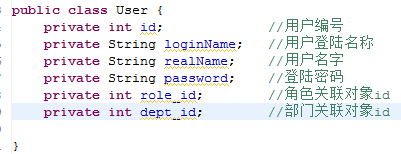 public class User {
private int id; //用户编号
private String loginName; //用户登陆名称
private String realName; //用户名字
private String password; //登陆密码
private int role_id; //角色关联对象id
private int dept_id; //部门关联对象id
}